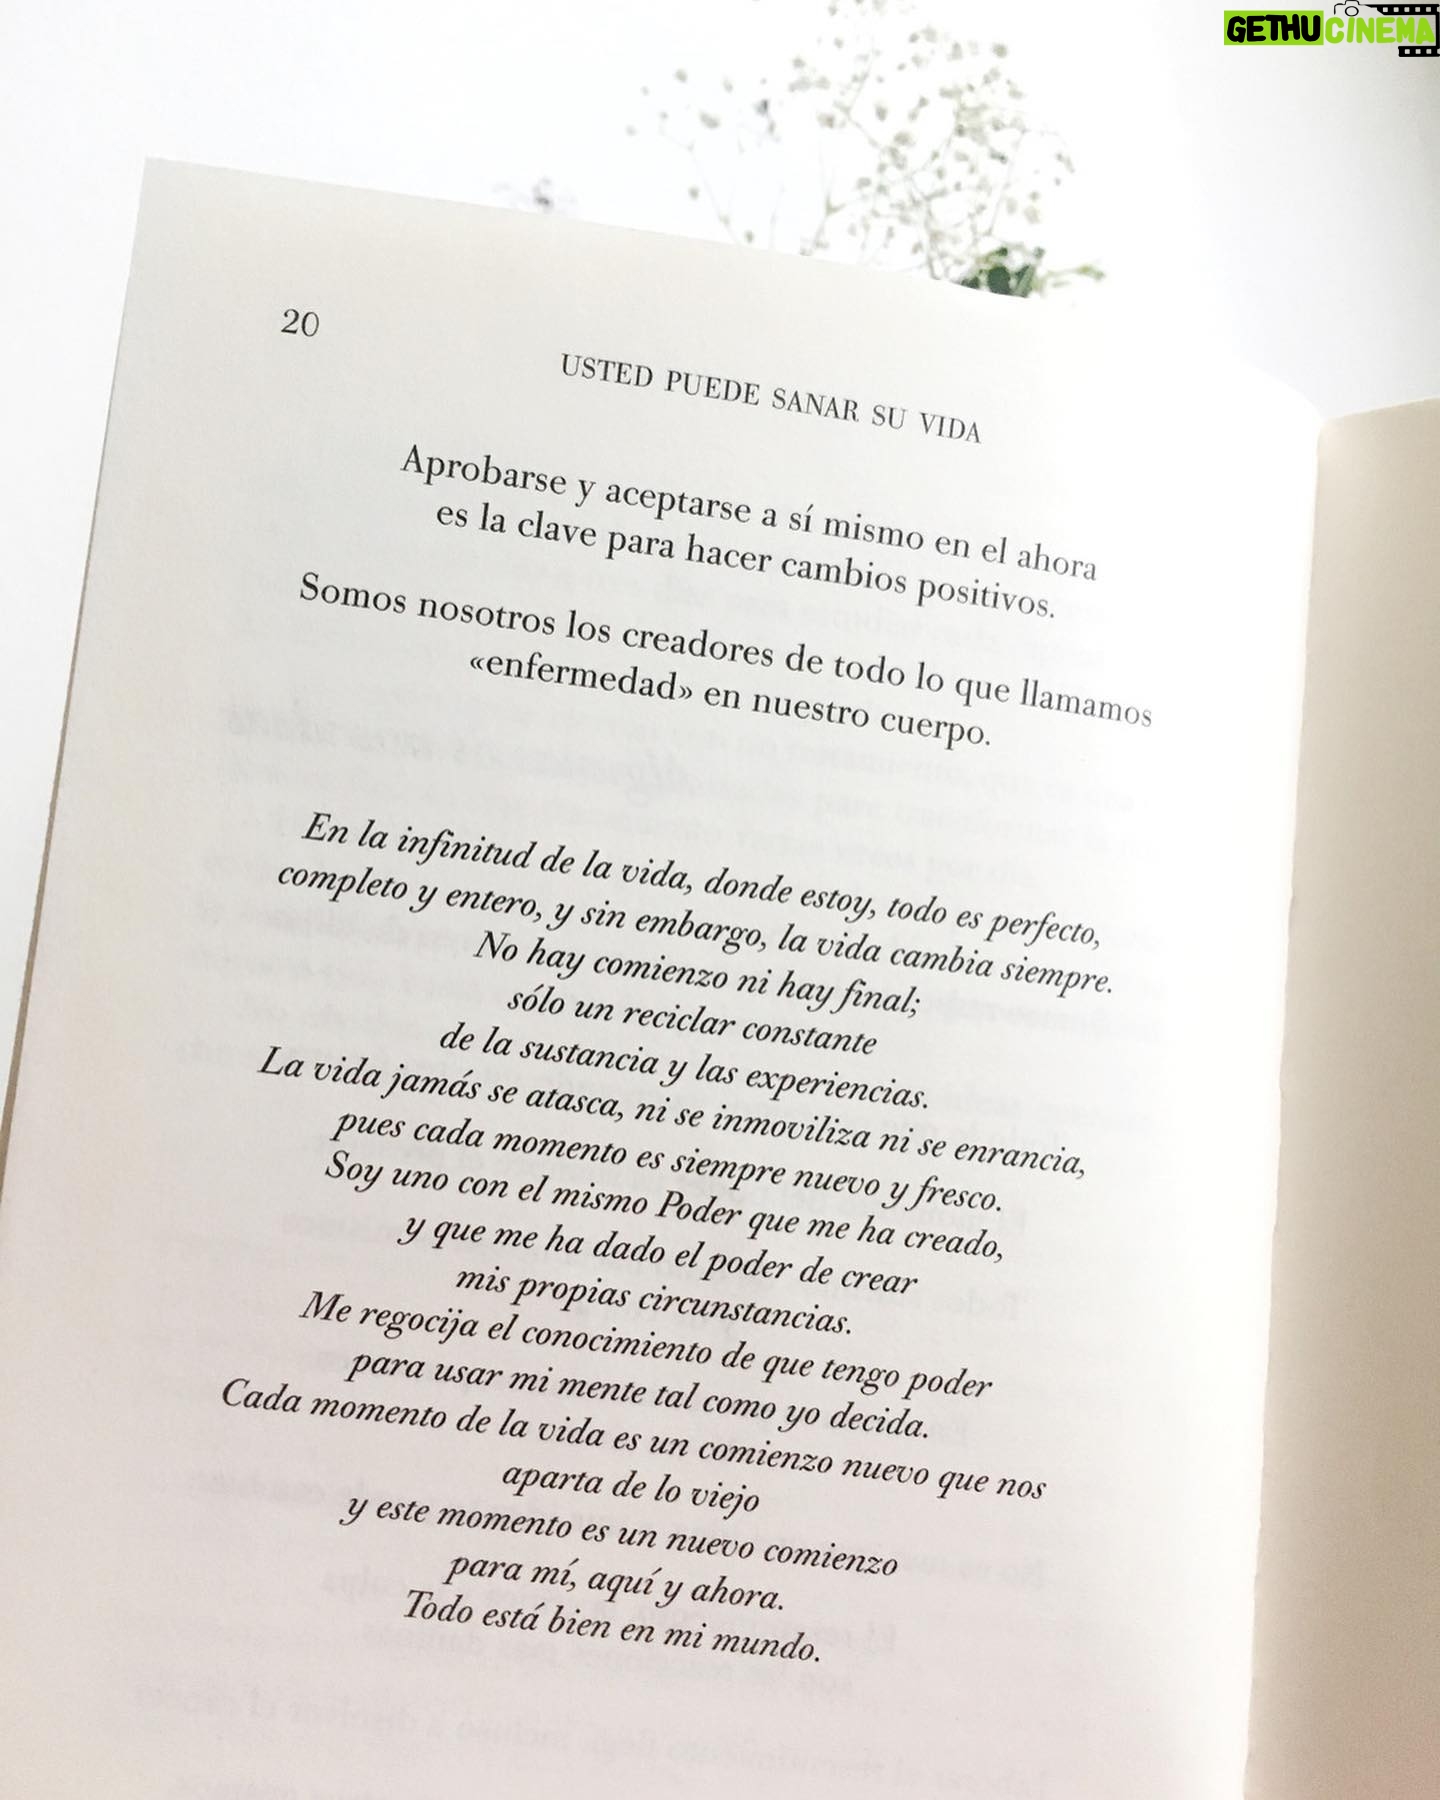 GETHUCINEMA
20
USTED PUEDE SANAR SU VIDA
Aprobarse y aceptarse a sí mismo en el ahora
es la clave para hacer cambios positivos.
Somos nosotros los creadores de todo lo que llamamos
«enfermedad» en nuestro cuerpo.
En la infinitud de la vida, donde estoy, todo es perfecto,
completo y entero, y sin embargo, la vida cambia siempre.
No hay comienzo ni hay final;
sólo un reciclar constante
de la sustancia y las experiencias.
La vida jamás se atasca, ni se inmoviliza ni se enrancia,
pues cada momento es siempre nuevo y fresco.
Soy uno con el mismo Poder que me ha creado,
y que me ha dado el poder de crear
mis propias circunstancias.
Me regocija el conocimiento de que tengo poder
para usar mi mente tal como yo decida.
Cada momento de la vida es un comienzo nuevo que nos
aparta de lo viejo
y este momento es un nuevo comienzo
para mí, aquí y ahora.
Todo está bien en mi mundo.